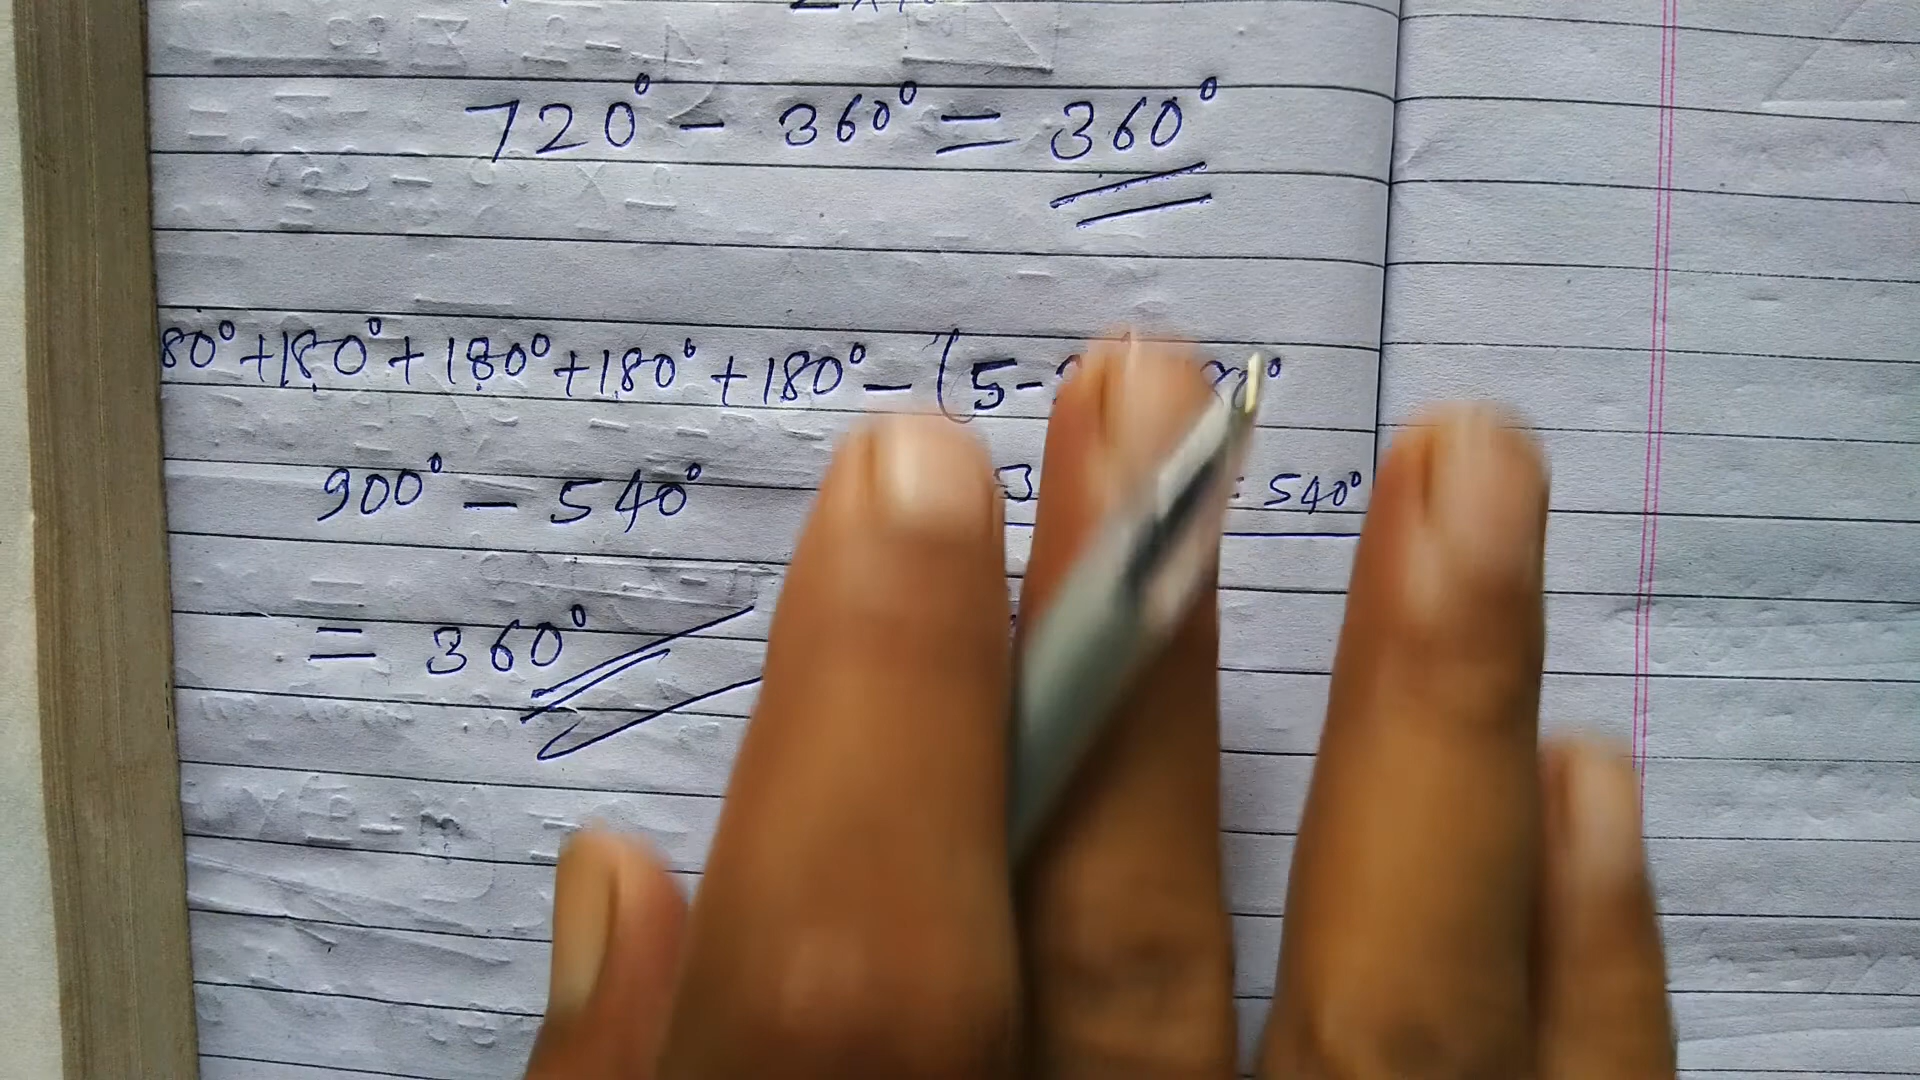 720° - 360° = 360°
80° + 180° + 180° + 180° + 180° - (5-
900° - 540° = 540°
= 360°